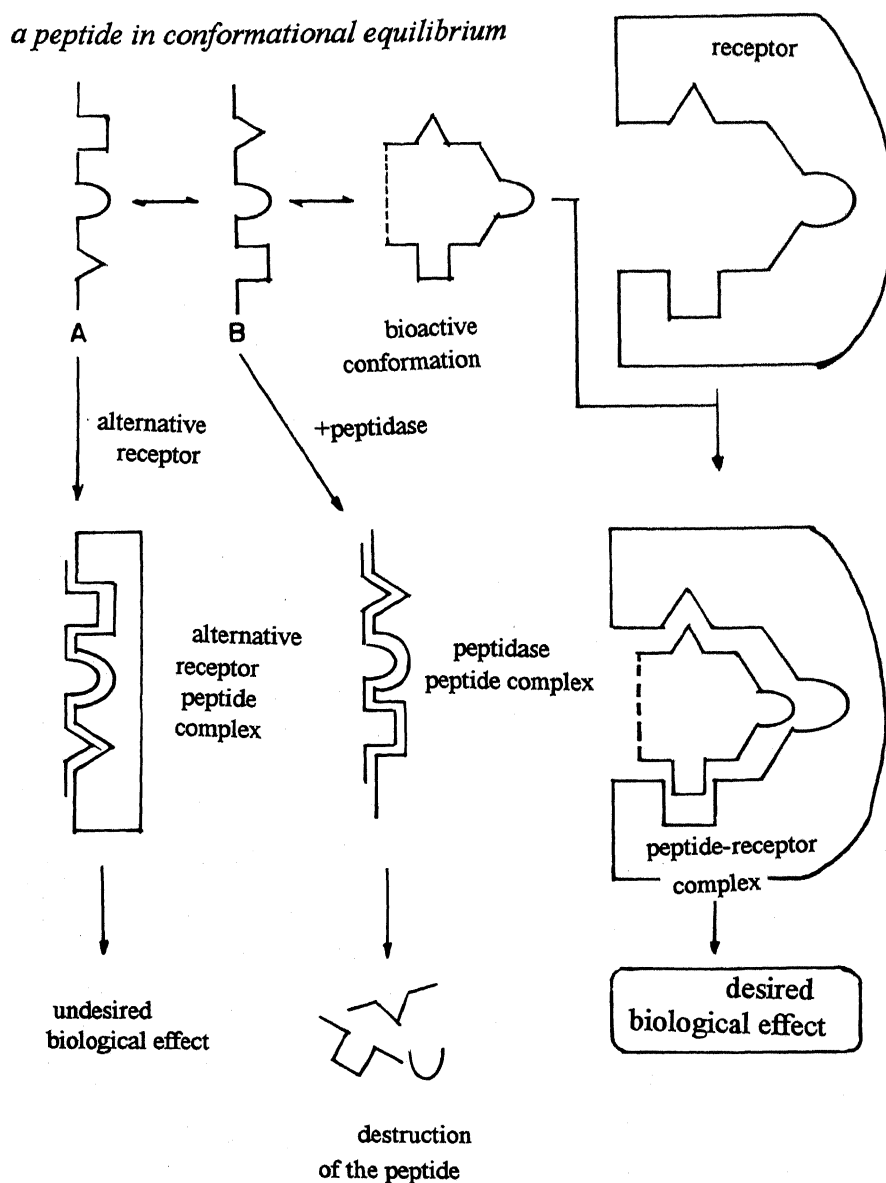 a peptide in conformational equilibrium
receptor
A
B
bioactive
conformation
alternative
receptor
+peptidase
alternative
receptor
peptide
complex
peptidase
peptide complex
peptide-receptor
complex
undesired
biological effect
desired
biological effect
destruction
of the peptide